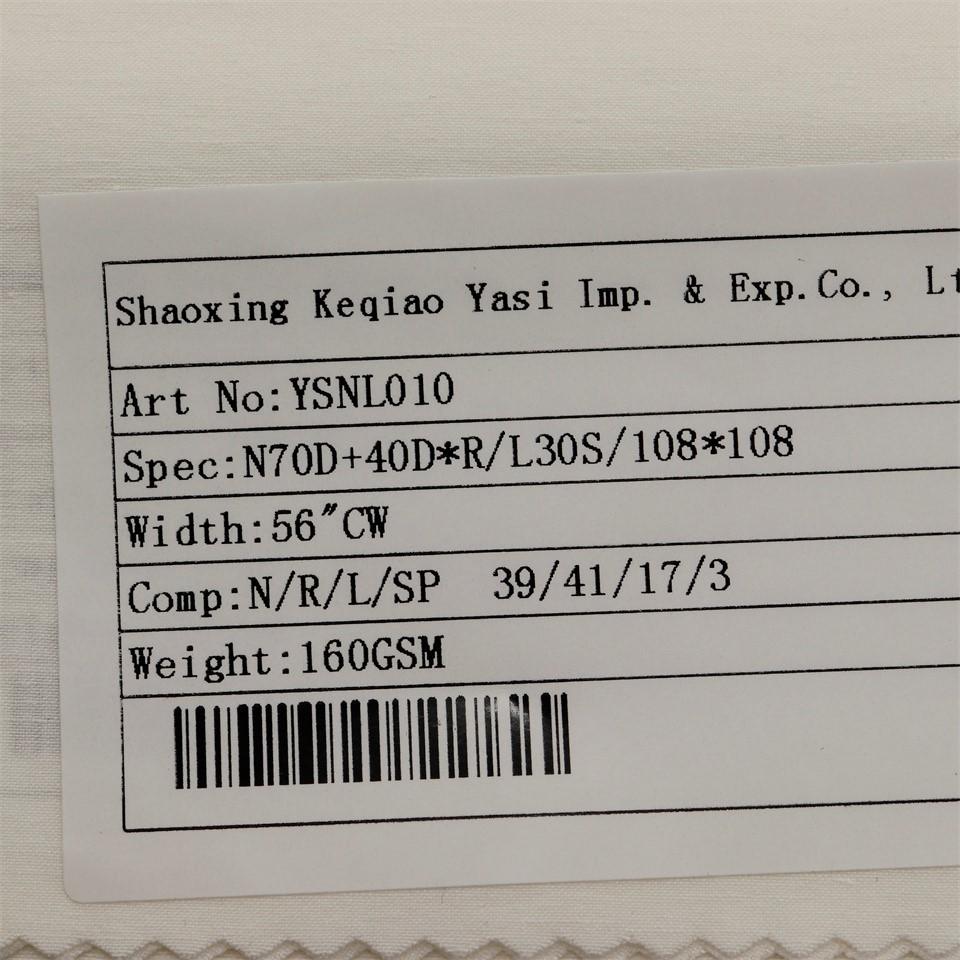 Shaoxing Keqiao Yasi Imp. & Exp.Co.,
Art No:YSNL010
Spec:N70D+40D*R/L30S/108*108
Width:56"CW
Comp:N/R/L/SP 39/41/17/3
Weight:160GSM